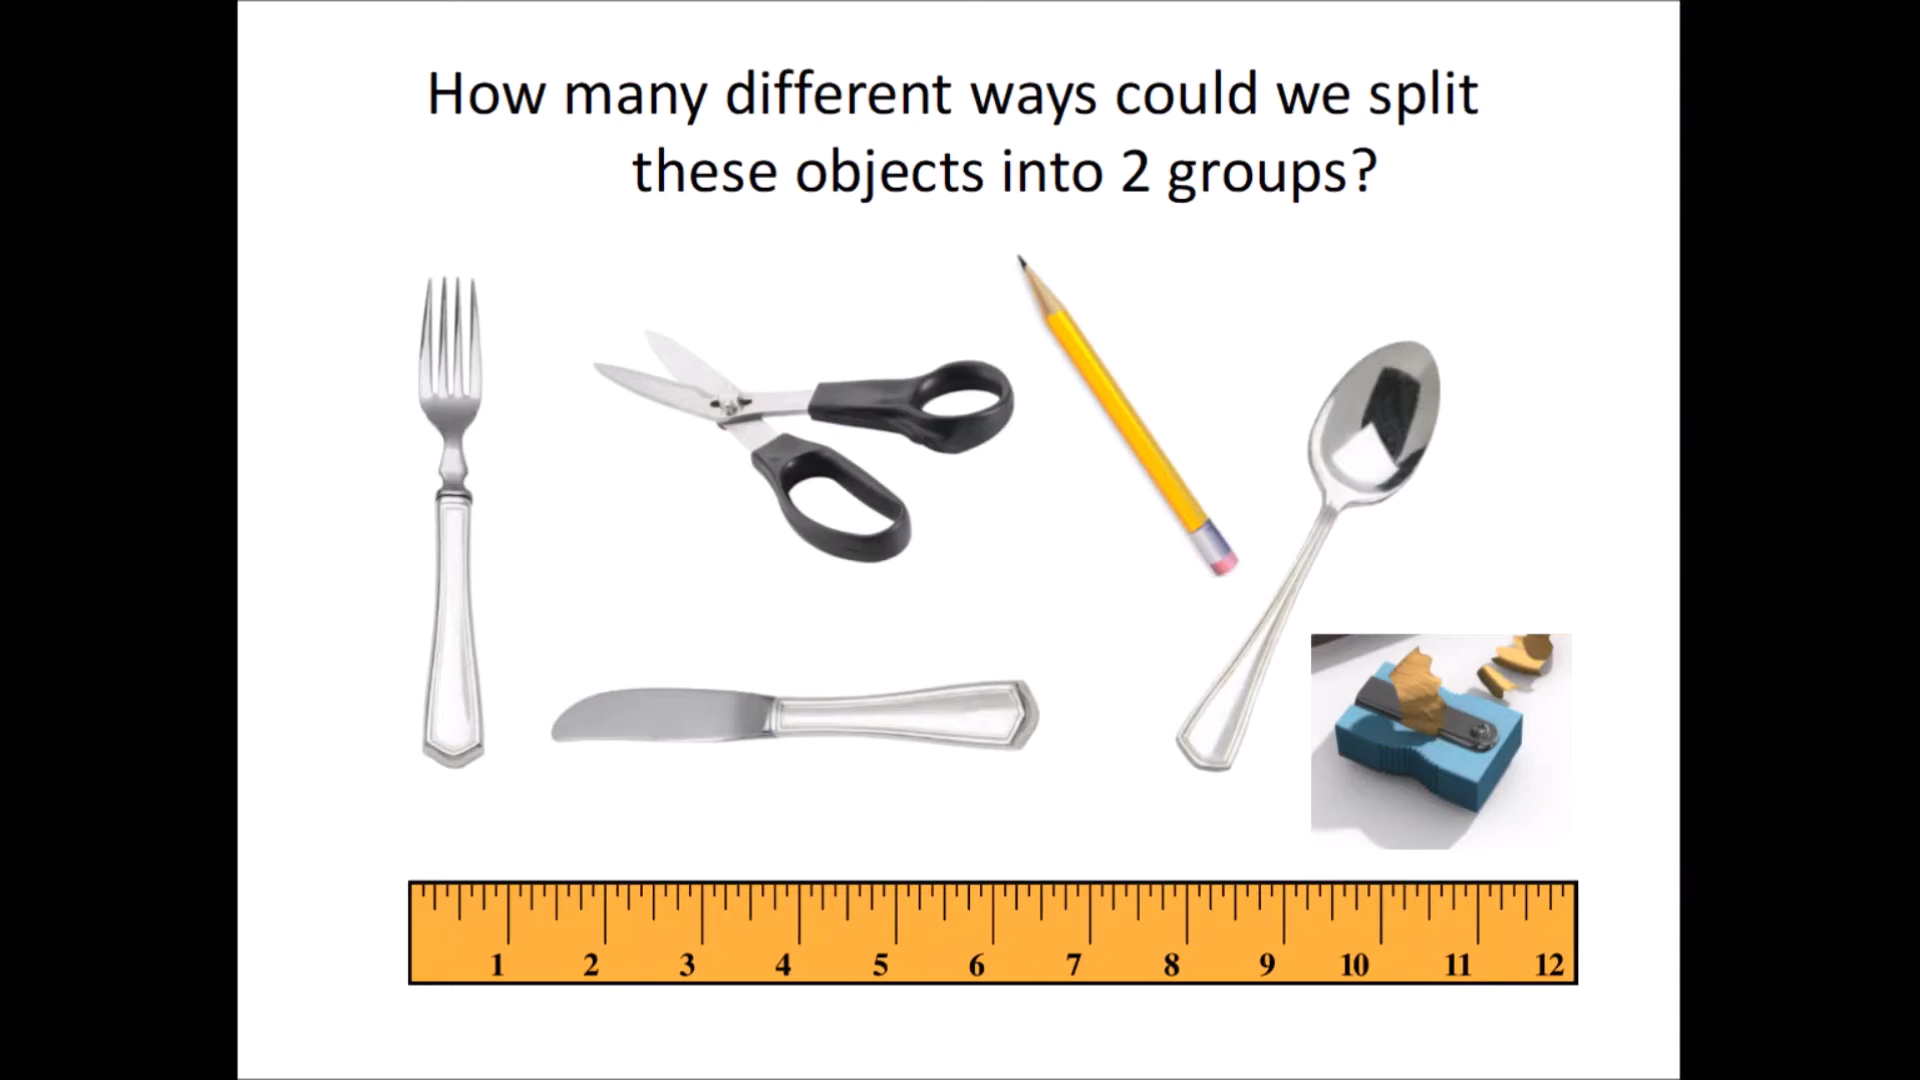 How many different ways could we split
these objects into 2 groups?
1 2 3 4 5 6 7 8 9 10 11 12